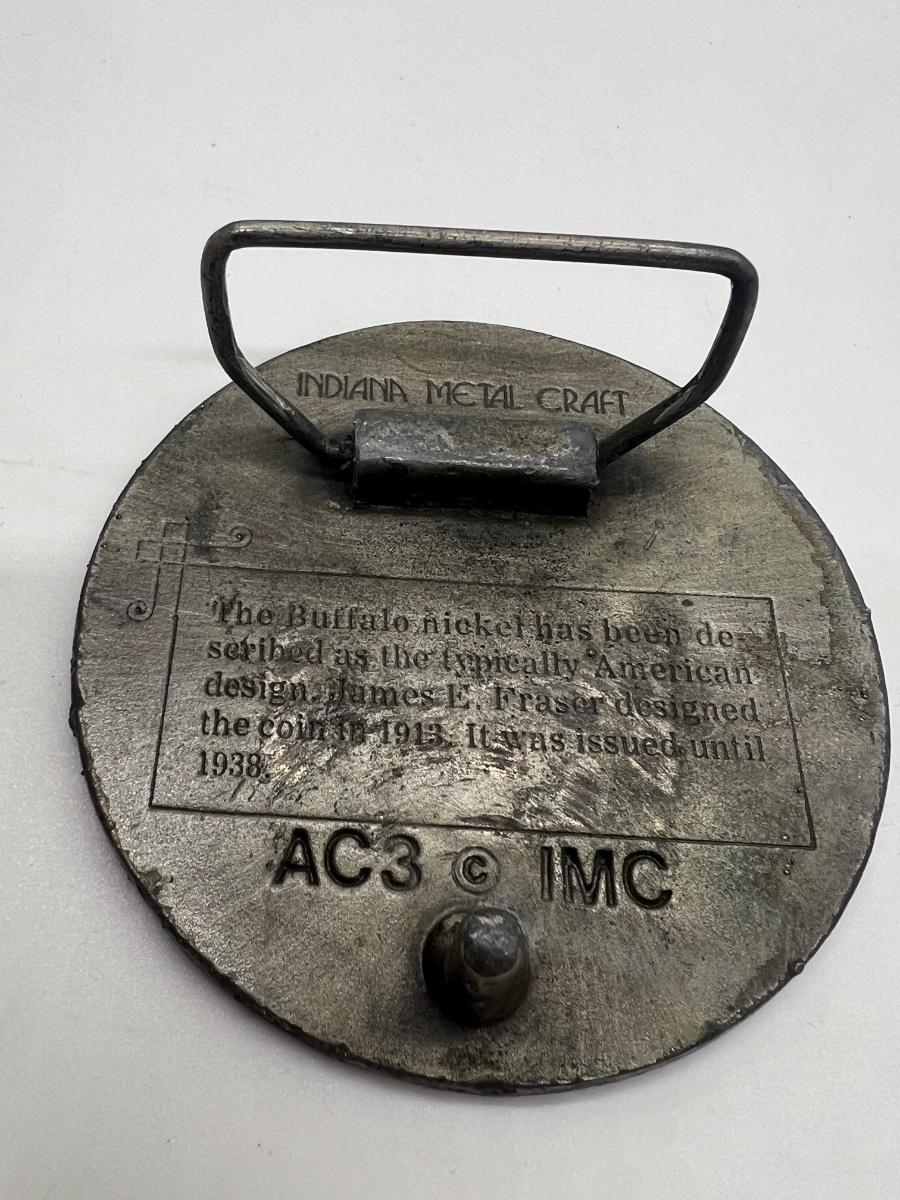 INDIANA METAL CRAFT
The Buffalo nickel has been de-
scribed as the typically American
design. James E. Fraser designed
the coin in 1913. It was issued until
1938.
AC3 © IMC